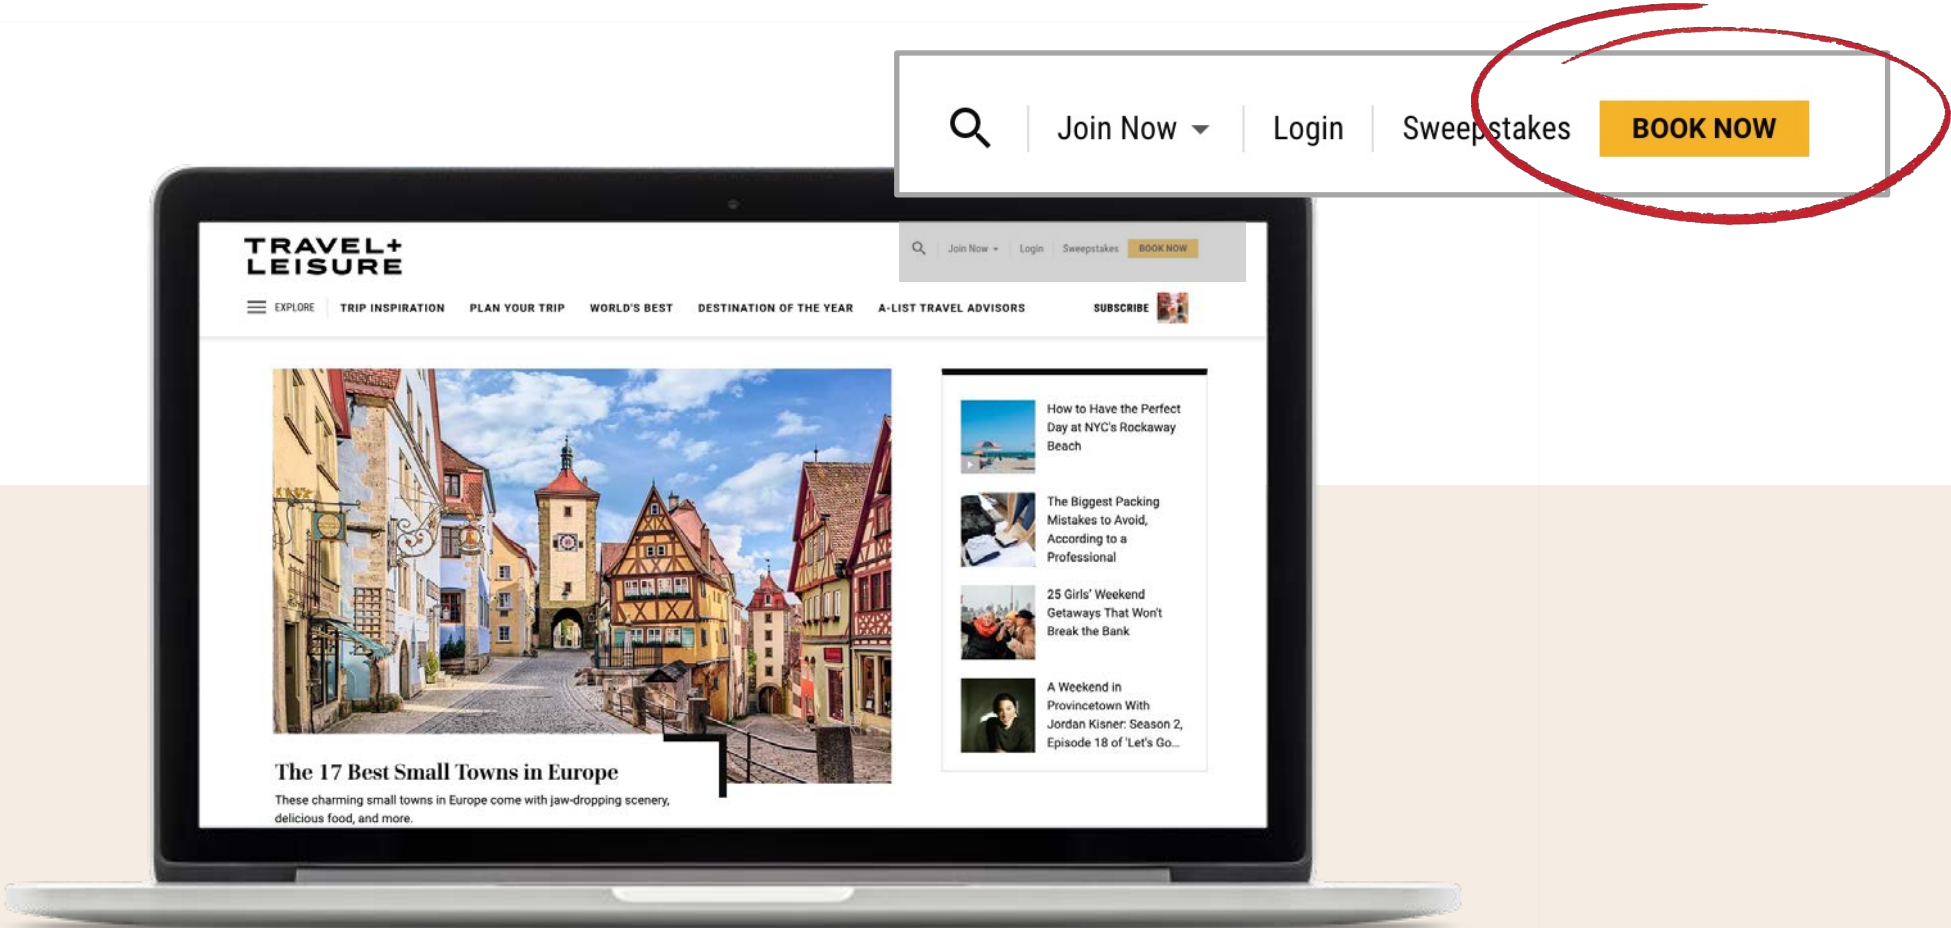 Join Now
Login
Sweepstakes
BOOK NOW
TRAVEL+
LEISURE
Join Now
Login
Sweepstakes
BOOK NOW
EXPLORE
TRIP INSPIRATION
PLAN YOUR TRIP
WORLD'S BEST
DESTINATION OF THE YEAR
A-LIST TRAVEL ADVISORS
SUBSCRIBE
How to Have the Perfect
Day at NYC's Rockaway
Beach
The Biggest Packing
Mistakes to Avoid,
According to a
Professional
25 Girls' Weekend
Getaways That Won't
Break the Bank
A Weekend in
Provincetown With
Jordan Kisner: Season 2,
Episode 18 of 'Let's Go...
The 17 Best Small Towns in Europe
These charming small towns in Europe come with jaw-dropping scenery,
delicious food, and more.